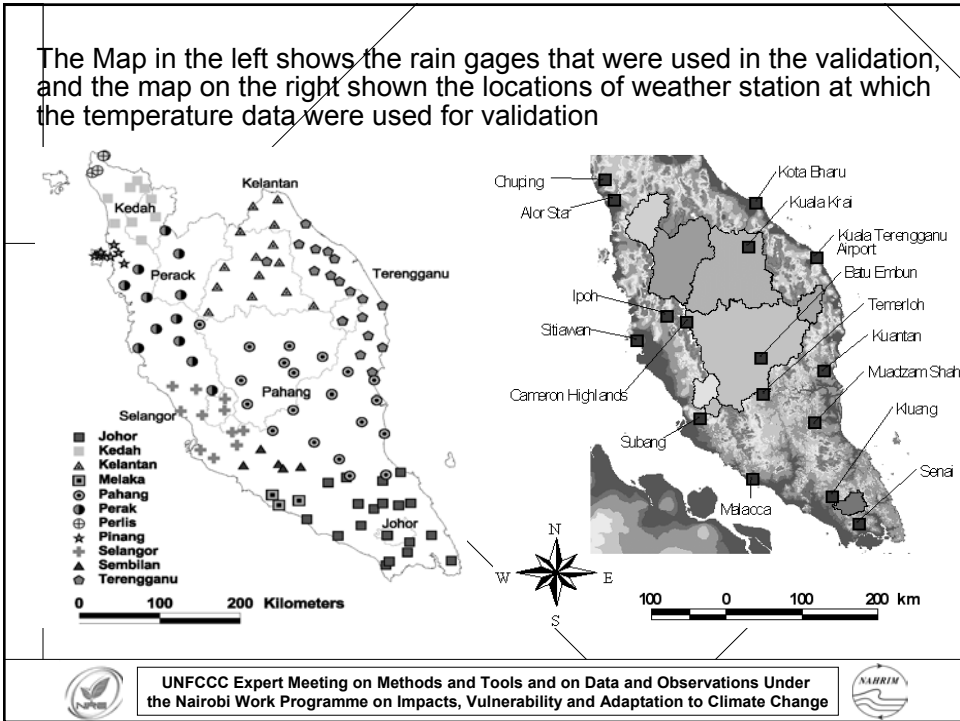 The Map in the left shows the rain gages that were used in the validation,
and the map on the right shown the locations of weather station at which
the temperature data were used for validation
Kelantan
Kedah
Perack
Terengganu
Pahang
Selangor
Johor
Johor
Kedah
Kelantan
Melaka
Pahang
Perak
Perlis
Pinang
Selangor
Sembilan
Terengganu
0 100 200 Kilometers
Chuping
Alor Star
Ipoh
Sitiawan
Cameron Highlands
Subang
Malacca
Kota Bharu
Kuala Krai
Kuala Terengganu
Airport
Batu Embun
Temerloh
Kuantan
Muadzam Shah
Kluang
Senai
N
W E
S
100 0 100 200 km
NRE
UNFCCC Expert Meeting on Methods and Tools and on Data and Observations Under
the Nairobi Work Programme on Impacts, Vulnerability and Adaptation to Climate Change
NAHRIM